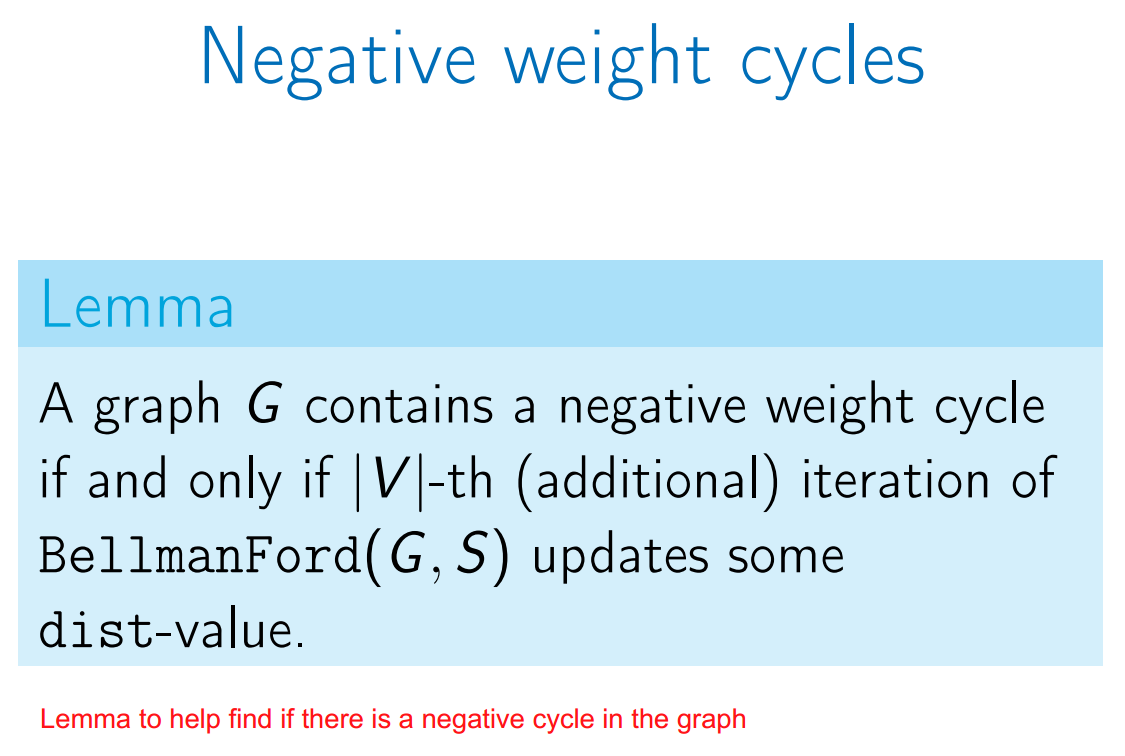 Negative weight cycles
Lemma
A graph G contains a negative weight cycle
if and only if |V|-th (additional) iteration of
BellmanFord(G, S) updates some
dist-value.
Lemma to help find if there is a negative cycle in the graph